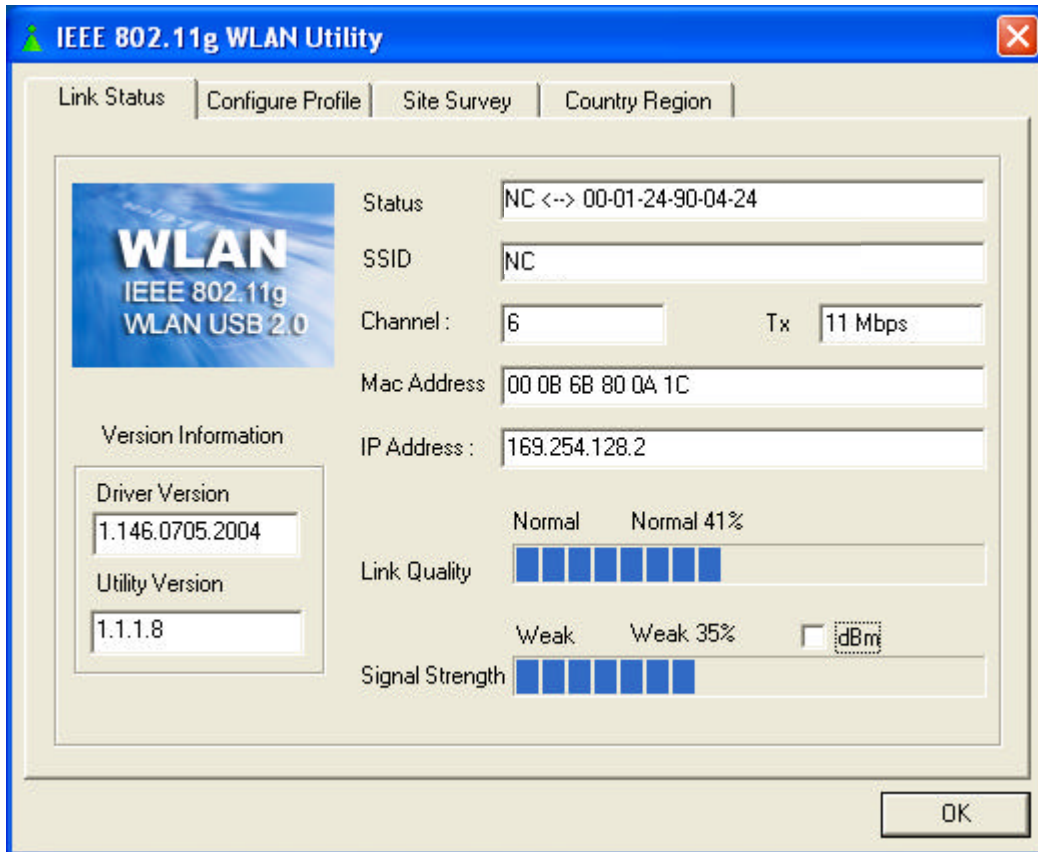 IEEE 802.11g WLAN Utility
Link Status
Configure Profile
Site Survey
Country Region
WLAN
IEEE 802.11g
WLAN USB 2.0
Status
NC <--> 00-01-24-90-04-24
SSID
NC
Channel :
6
Tx
11 Mbps
Mac Address
00 0B 6B 80 0A 1C
IP Address :
169.254.128.2
Version Information
Driver Version
1.146.0705.2004
Utility Version
1.1.1.8
Normal
Normal 41%
Link Quality
Weak
Weak 35%
dBm
Signal Strength
OK